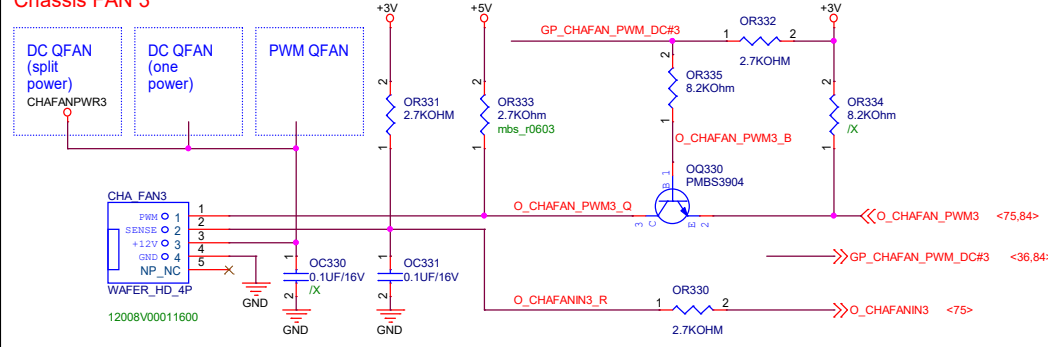 Chassis FAN 3
DC QFAN
(split
power)
CHAFANPWR3
DC QFAN
(one
power)
PWM QFAN
+3V
+5V
+3V
GP_CHAFAN_PWM_DC#3
OR332
1
2
2.7KOHM
2
OR331
2.7KOHM
1
2
OR333
2.7KOhm
mbs_r0603
1
2
OR335
8.2KOhm
1
2
OR334
8.2KOhm
/X
1
O_CHAFAN_PWM3_B
OQ330
PMBS3904
B
1
3
C
E
2
O_CHAFAN_PWM3_Q
O_CHAFAN_PWM3 <75,84>
GP_CHAFAN_PWM_DC#3 <36,84>
CHA_FAN3
PWM 1
SENSE 2
+12V 3
GND 4
NP_NC
1
2
3
4
5
WAFER_HD_4P
12008V00011600
GND
1
OC330
0.1UF/16V
/X
2
GND
1
OC331
0.1UF/16V
2
GND
O_CHAFANIN3_R
OR330
1
2
2.7KOHM
O_CHAFANIN3 <75>